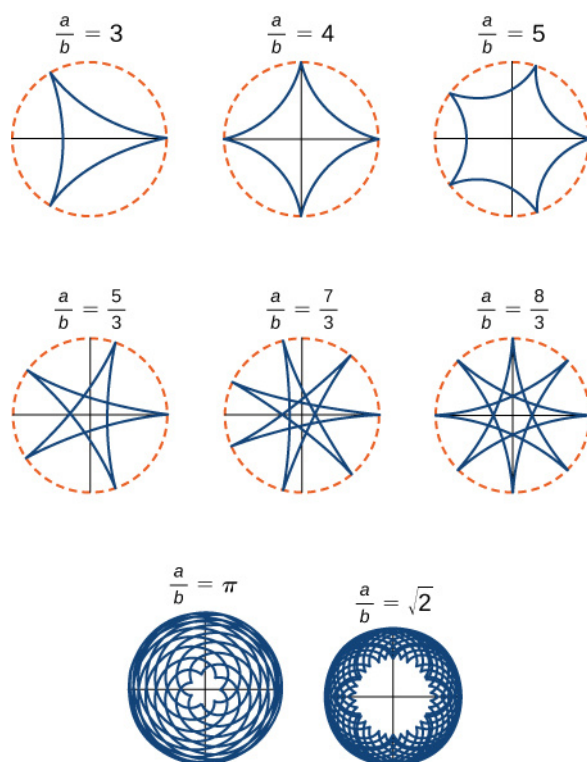 a/b = 3
a/b = 4
a/b = 5
a/b = 5/3
a/b = 7/3
a/b = 8/3
a/b = π
a/b = √2